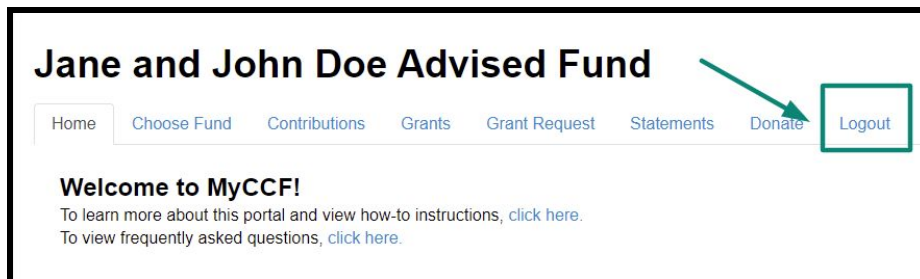 Jane and John Doe Advised Fund
Home Choose Fund Contributions Grants Grant Request Statements Donate Logout
Welcome to MyCCF!
To learn more about this portal and view how-to instructions, click here.
To view frequently asked questions, click here.